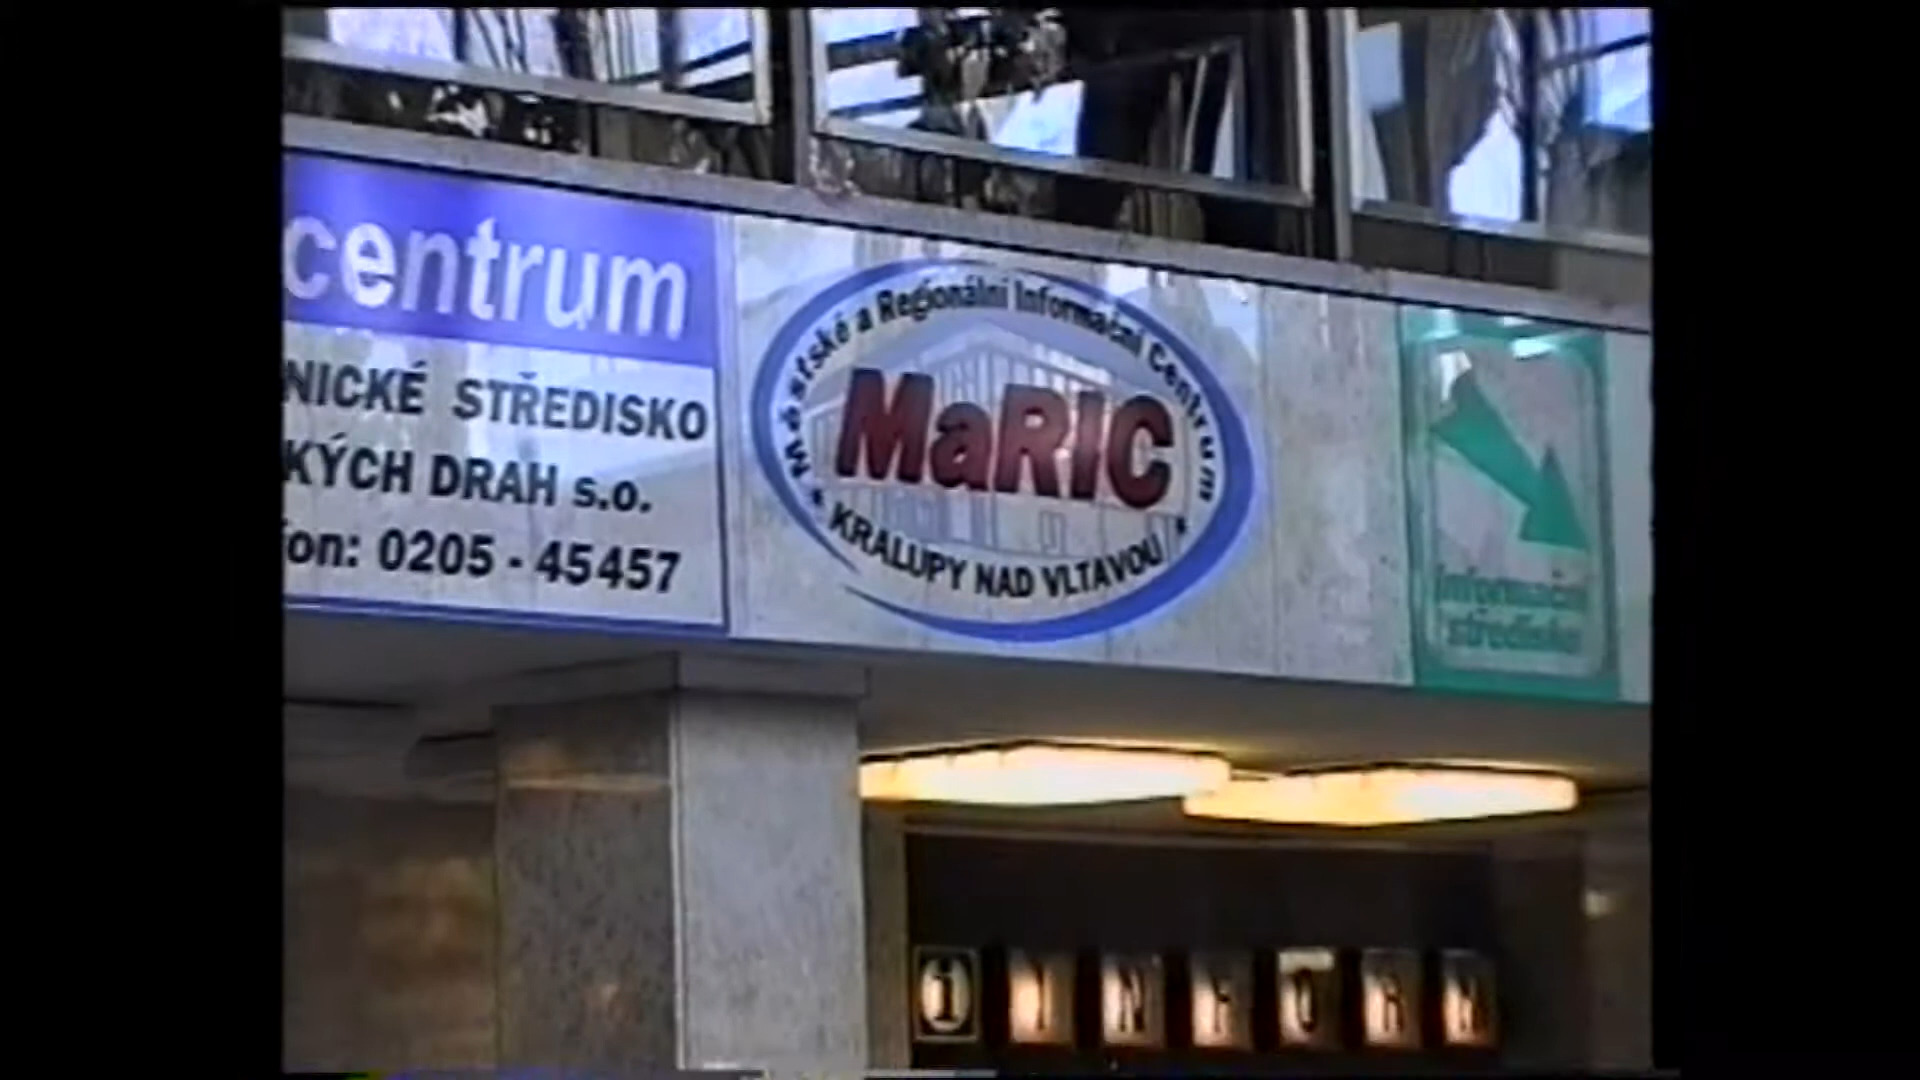 centrum
NICKÉ STŘEDISKO
KÝCH DRAH s.o.
fon: 0205 - 45457
Městské a Regionální Informační Centrum
MaRIC
* KRALUPY NAD VLTAVOU *
informační
středisko
i INFORM